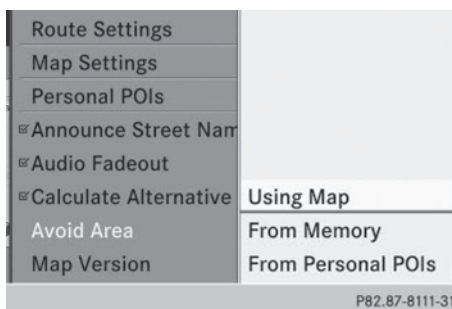 Route Settings
Map Settings
Personal POIs
Announce Street Nam
Audio Fadeout
Calculate Alternative
Avoid Area
Map Version
Using Map
From Memory
From Personal POIs
P82.87-8111-31